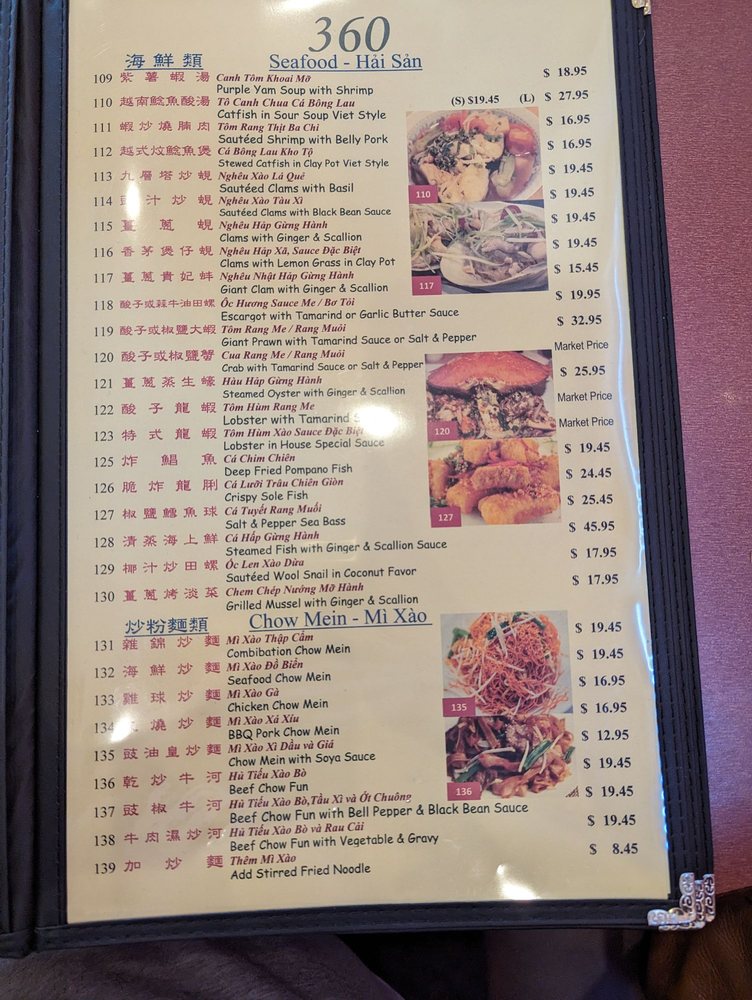 360
海鮮類 Seafood - Hải Sản
109 紫薯蝦湯 Canh Tôm Khoai Mỡ $ 18.95
Purple Yam Soup with Shrimp
110 越南鯰魚酸湯 Tô Canh Chua Cá Bông Lau (S) $19.45 (L) $ 27.95
Catfish in Sour Soup Viet Style
111 蝦炒燒腩肉 Tôm Rang Thịt Ba Chỉ $ 16.95
Sautéed Shrimp with Belly Pork
112 越式炆鯰魚煲 Cá Bông Lau Kho Tộ $ 16.95
Stewed Catfish in Clay Pot Viet Style
113 九層塔炒蜆 Nghêu Xào Lá Quế $ 19.45
Sautéed Clams with Basil
114 汁炒蜆 Nghêu Xào Tàu Xì $ 19.45
Sautéed Clams with Black Bean Sauce
115 薑蔥蜆 Nghêu Hấp Gừng Hành $ 19.45
Clams with Ginger & Scallion
116 香茅煲仔蜆 Nghêu Hấp Xả, Sauce Đặc Biệt $ 19.45
Clams with Lemon Grass in Clay Pot
117 薑蔥貴妃蚌 Nghêu Nhật Hấp Gừng Hành $ 15.45
Giant Clam with Ginger & Scallion
118 酸子或蒜牛油田螺 Ốc Hương Sauce Me / Bơ Tỏi $ 19.95
Escargot with Tamarind or Garlic Butter Sauce
119 酸子或椒鹽大蝦 Tôm Rang Me / Rang Muối $ 32.95
Giant Prawn with Tamarind Sauce or Salt & Pepper
120 酸子或椒鹽蟹 Cua Rang Me / Rang Muối Market Price
Crab with Tamarind Sauce or Salt & Pepper
121 薑蔥蒸生蠔 Hàu Hấp Gừng Hành $ 25.95
Steamed Oyster with Ginger & Scallion
122 酸子龍蝦 Tôm Hùm Rang Me Market Price
Lobster with Tamarind S
123 特式龍蝦 Tôm Hùm Xào Sauce Đặc Biệt Market Price
Lobster in House Special Sauce
125 炸鯧魚 Cá Chim Chiên $ 19.45
Deep Fried Pompano Fish
126 脆炸龍脷 Cá Lưỡi Trâu Chiên Giòn $ 24.45
Crispy Sole Fish
127 椒鹽鱈魚球 Cá Tuyết Rang Muối $ 25.45
Salt & Pepper Sea Bass
128 清蒸海上鮮 Cá Hấp Gừng Hành $ 45.95
Steamed Fish with Ginger & Scallion Sauce
129 椰汁炒田螺 Ốc Len Xào Dừa $ 17.95
Sautéed Wool Snail in Coconut Favor
130 薑蔥烤淡菜 Chem Chép Nướng Mỡ Hành $ 17.95
Grilled Mussel with Ginger & Scallion
110
117
120
127
炒粉麵類 Chow Mein - Mì Xào
131 雜錦炒麵 Mì Xào Thập Cẩm $ 19.45
Combibation Chow Mein
132 海鮮炒麵 Mì Xào Đồ Biển $ 19.45
Seafood Chow Mein
133 雞球炒麵 Mì Xào Gà $ 16.95
Chicken Chow Mein
134 燒炒麵 Mì Xào Xá Xíu $ 16.95
BBQ Pork Chow Mein
135 豉油皇炒麵 Mì Xào Xì Dầu và Giá $ 12.95
Chow Mein with Soya Sauce
136 乾炒牛河 Hủ Tiếu Xào Bò $ 19.45
Beef Chow Fun
137 豉椒牛河 Hủ Tiếu Xào Bò,Tầu Xì và Ớt Chuông $ 19.45
Beef Chow Fun with Bell Pepper & Black Bean Sauce
138 牛肉濕炒河 Hủ Tiếu Xào Bò và Rau Cải $ 19.45
Beef Chow Fun with Vegetable & Gravy
139 加炒麵 Thêm Mì Xào $ 8.45
Add Stirred Fried Noodle
135
136